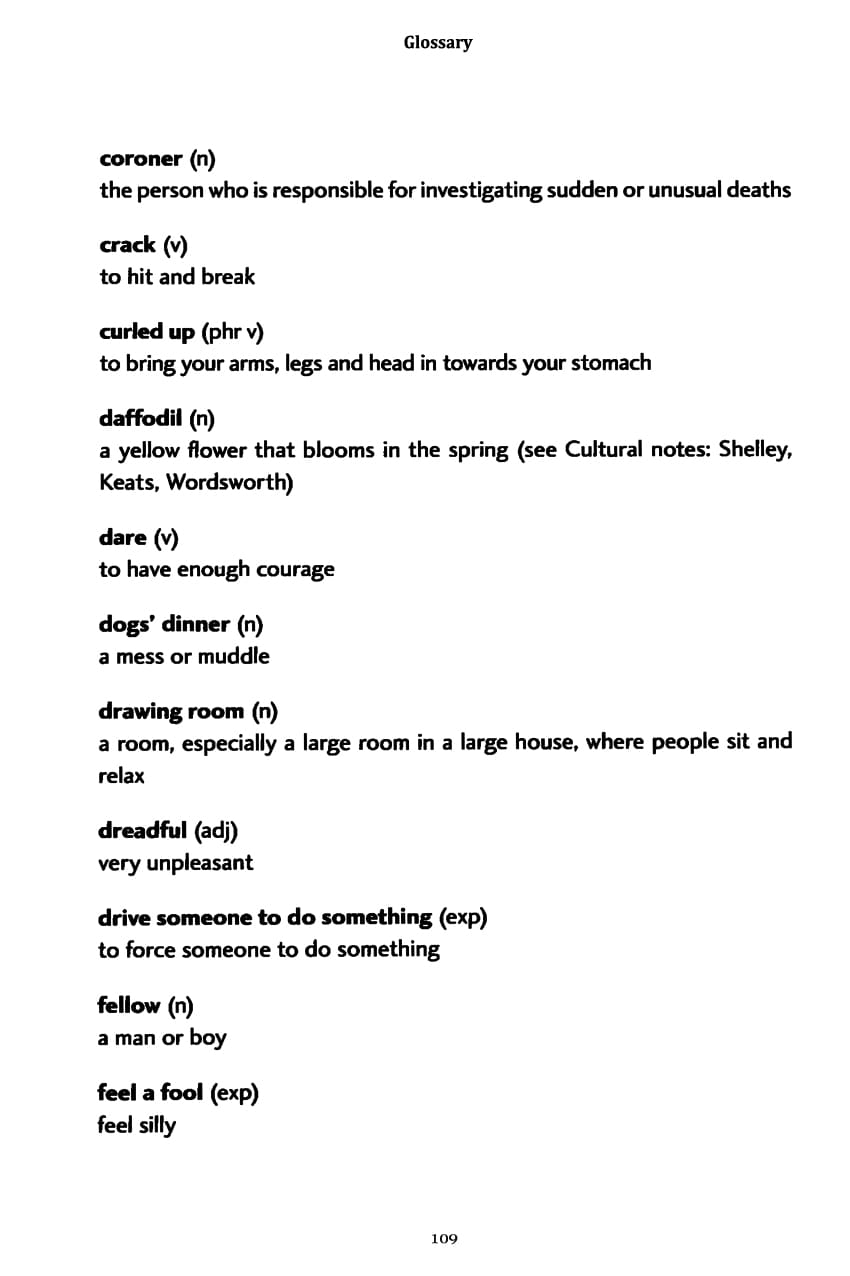 Glossary
coroner (n)
the person who is responsible for investigating sudden or unusual deaths
crack (v)
to hit and break
curled up (phr v)
to bring your arms, legs and head in towards your stomach
daffodil (n)
a yellow flower that blooms in the spring (see Cultural notes: Shelley,
Keats, Wordsworth)
dare (v)
to have enough courage
dogs' dinner (n)
a mess or muddle
drawing room (n)
a room, especially a large room in a large house, where people sit and
relax
dreadful (adj)
very unpleasant
drive someone to do something (exp)
to force someone to do something
fellow (n)
a man or boy
feel a fool (exp)
feel silly
109